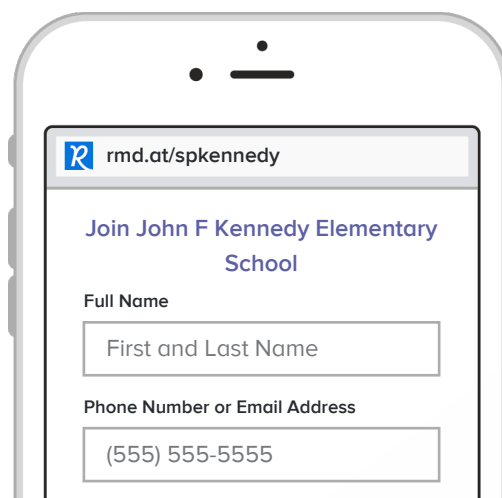 rmd.at/spkennedy
Join John F Kennedy Elementary
School
Full Name
First and Last Name
Phone Number or Email Address
(555) 555-5555